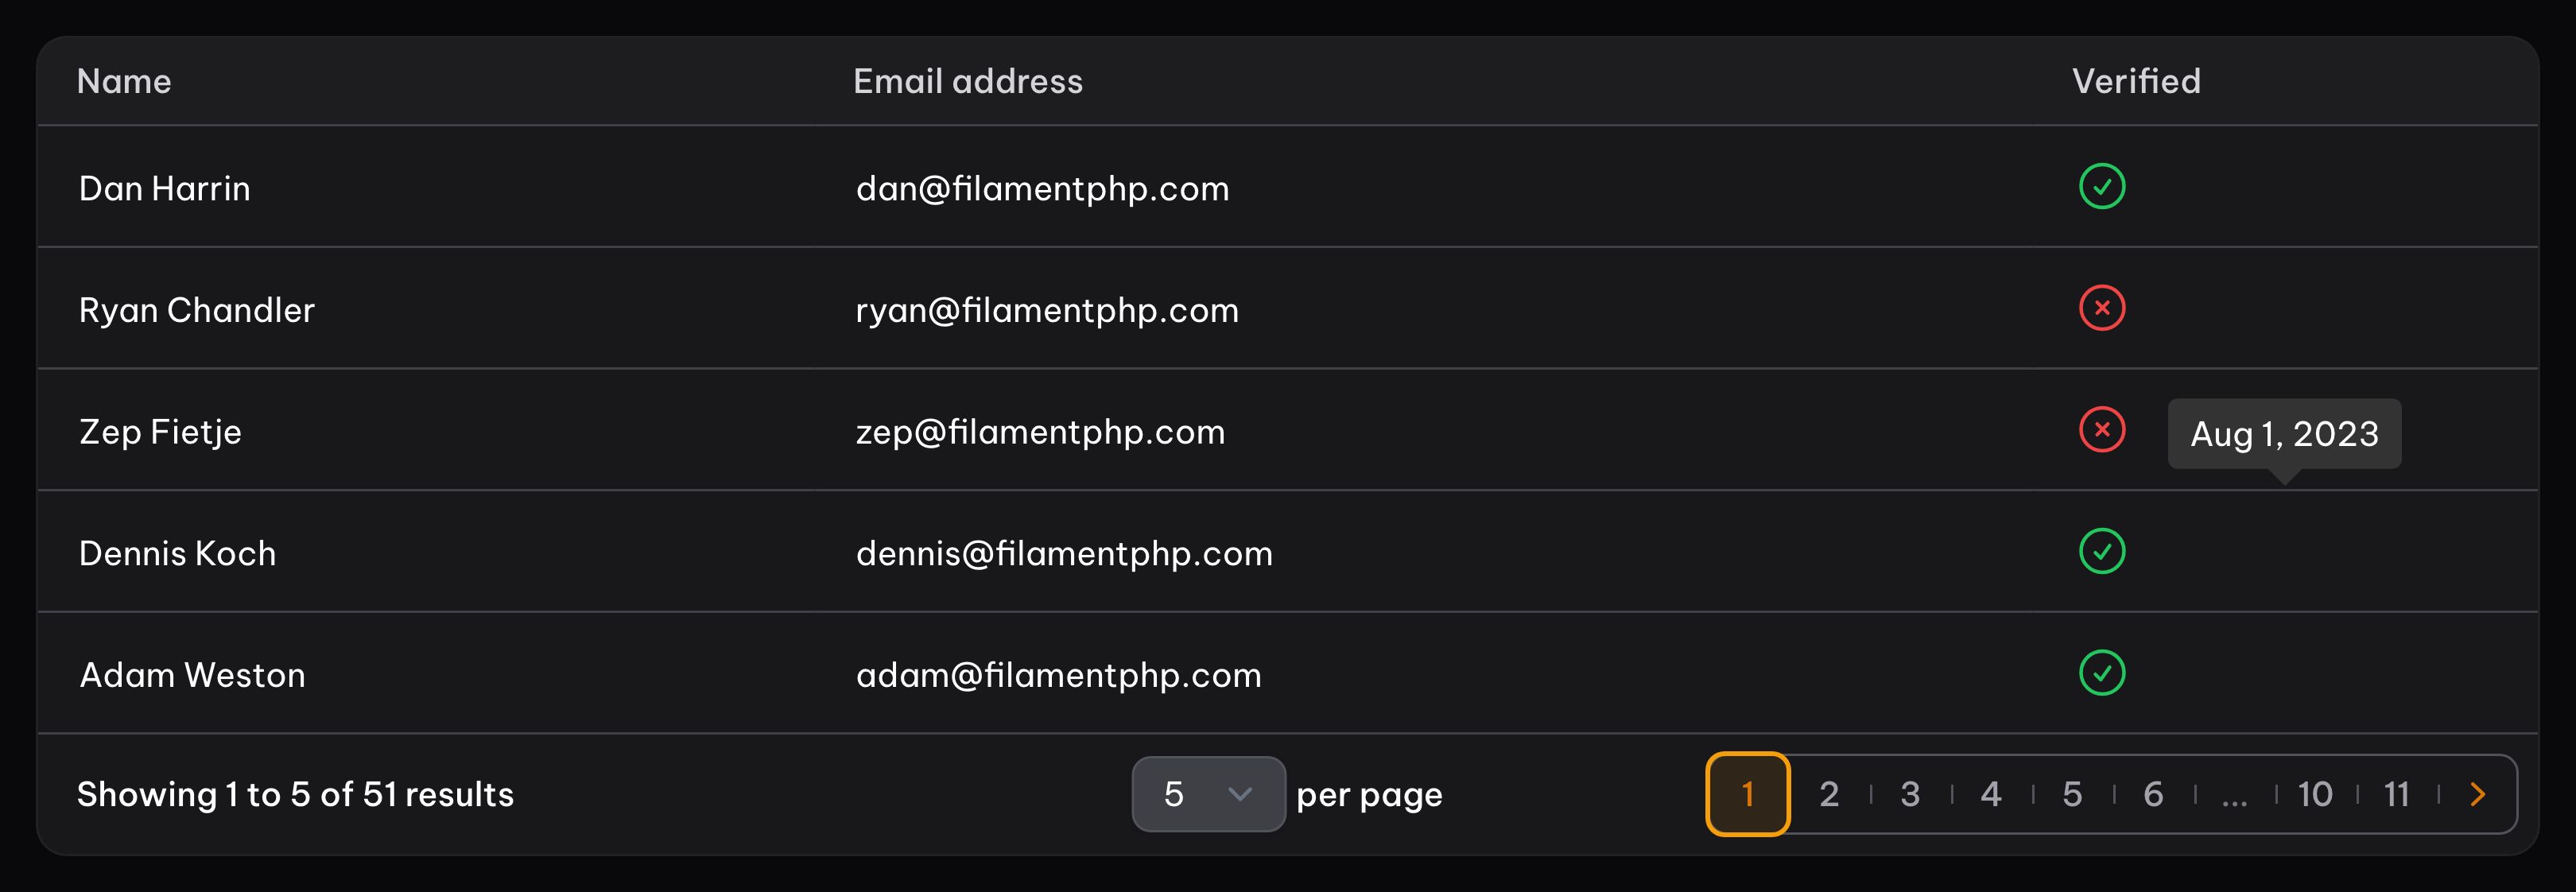 Name Email address Verified
Dan Harrin dan@filamentphp.com
Ryan Chandler ryan@filamentphp.com
Zep Fietje zep@filamentphp.com Aug 1, 2023
Dennis Koch dennis@filamentphp.com
Adam Weston adam@filamentphp.com
Showing 1 to 5 of 51 results 5 per page 1 2 3 4 5 6 ... 10 11